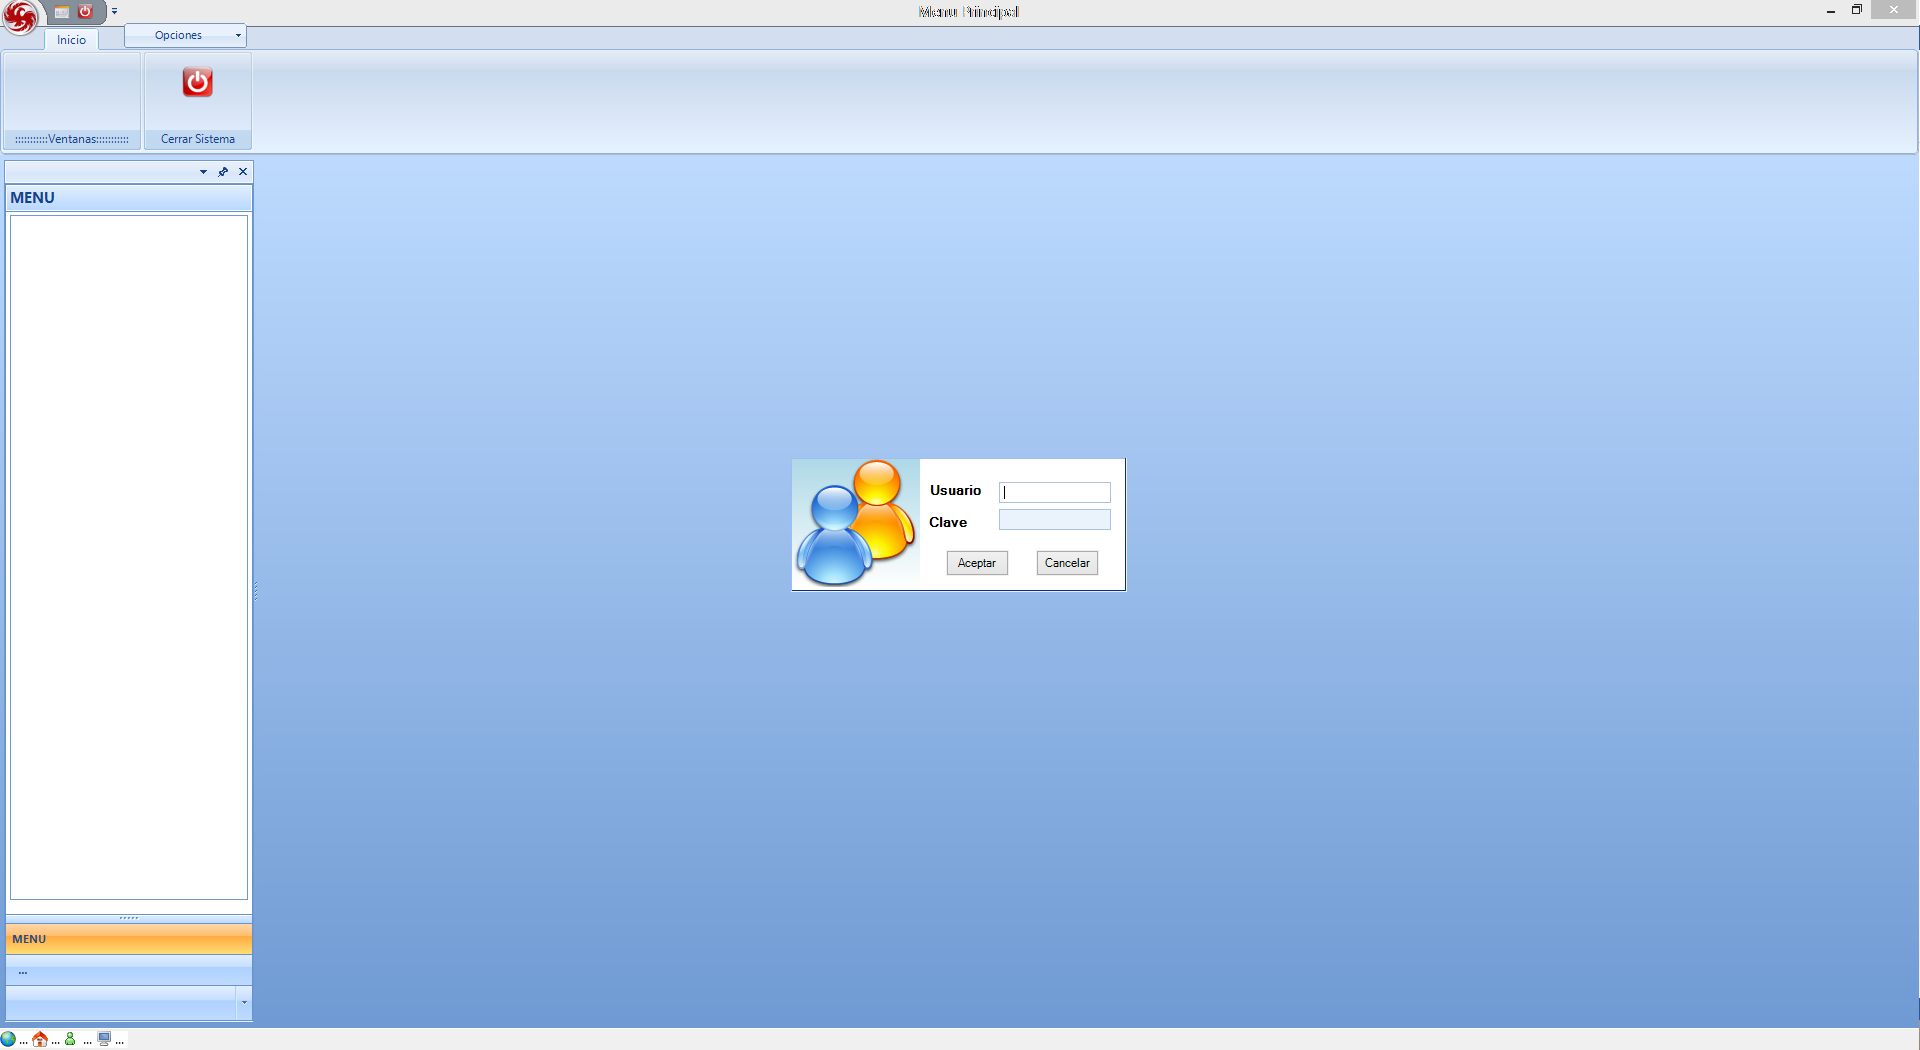 Menu Principal
Inicio
Opciones
:::::::::::Ventanas:::::::::::
Cerrar Sistema
MENU
Usuario
Clave
Aceptar
Cancelar
MENU
...
... ... ... ...